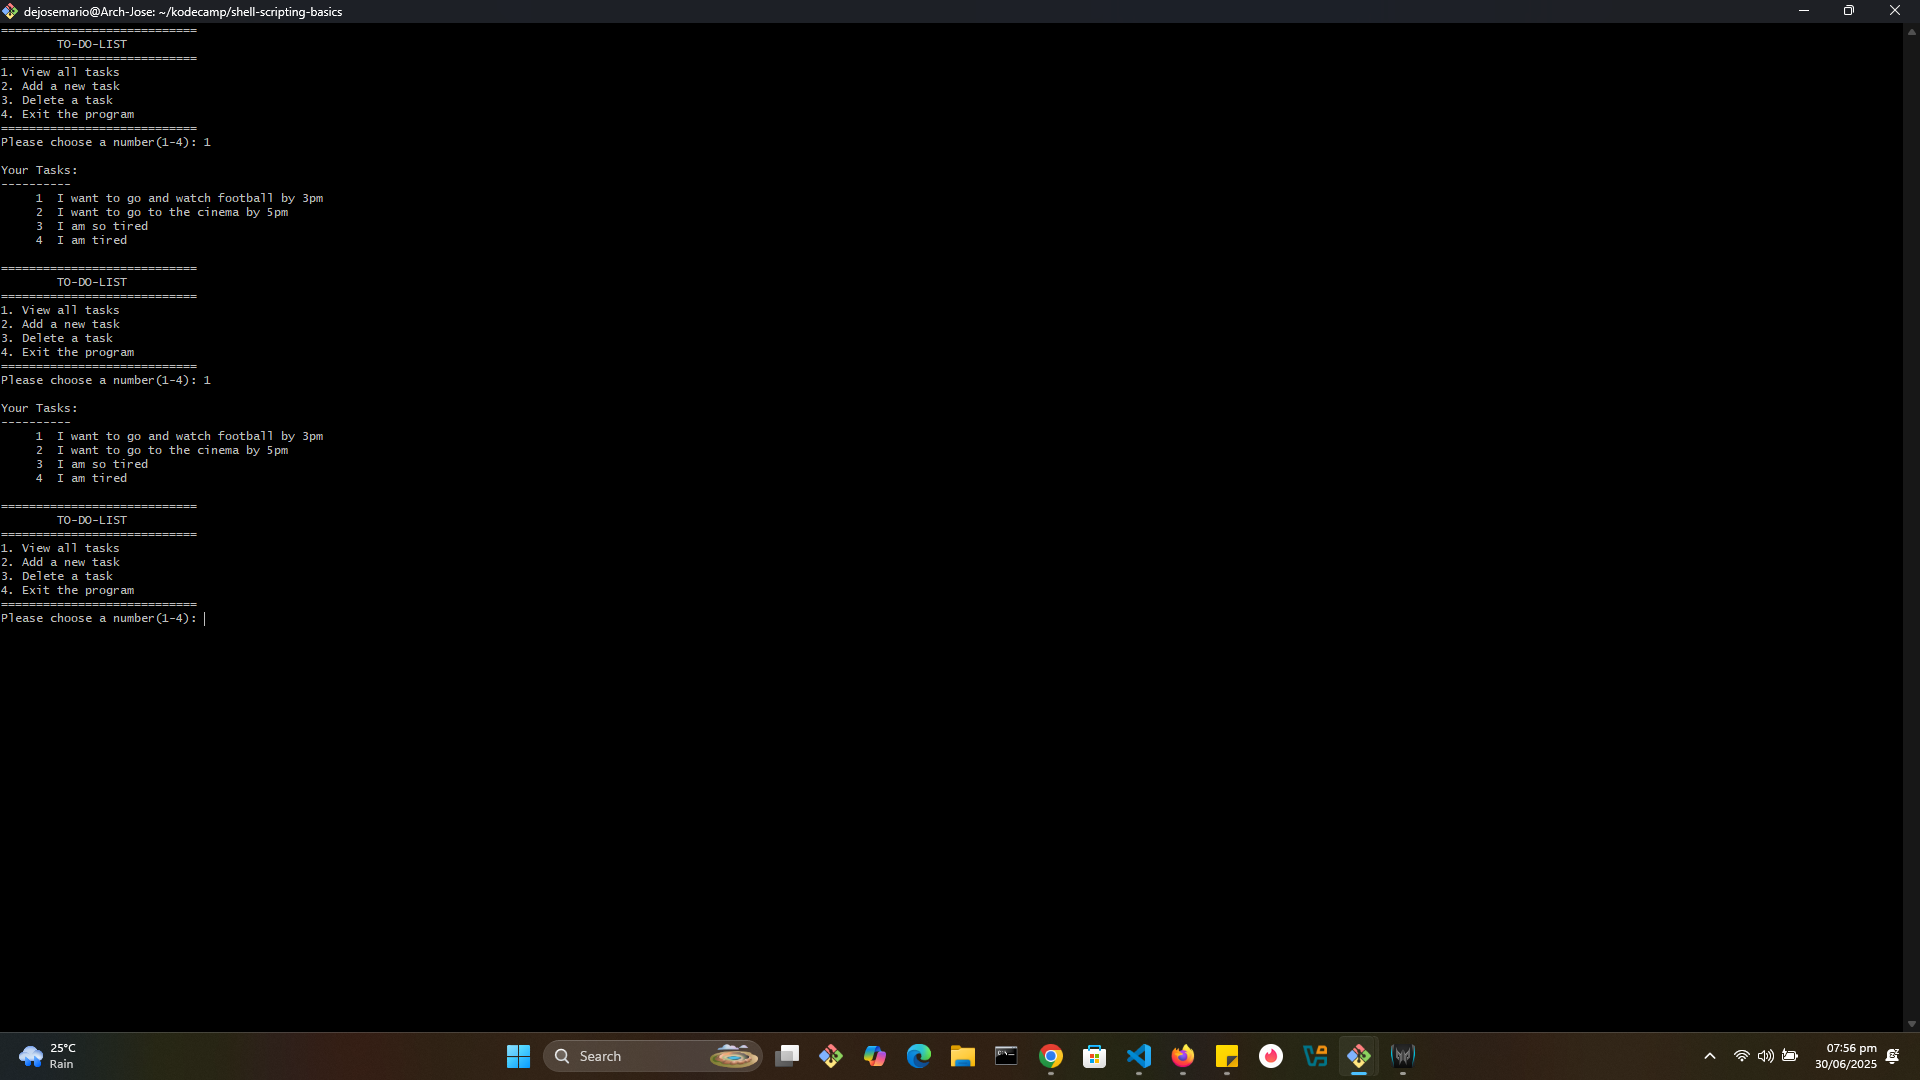 dejosemario@Arch-Jose: ~/kodecamp/shell-scripting-basics
============================
        TO-DO-LIST
============================
1. View all tasks
2. Add a new task
3. Delete a task
4. Exit the program
============================
Please choose a number(1-4): 1
Your Tasks:
----------
     1  I want to go and watch football by 3pm
     2  I want to go to the cinema by 5pm
     3  I am so tired
     4  I am tired
============================
        TO-DO-LIST
============================
1. View all tasks
2. Add a new task
3. Delete a task
4. Exit the program
============================
Please choose a number(1-4): 1
Your Tasks:
----------
     1  I want to go and watch football by 3pm
     2  I want to go to the cinema by 5pm
     3  I am so tired
     4  I am tired
============================
        TO-DO-LIST
============================
1. View all tasks
2. Add a new task
3. Delete a task
4. Exit the program
============================
Please choose a number(1-4):
25°C
Rain
Search
07:56 pm
30/06/2025